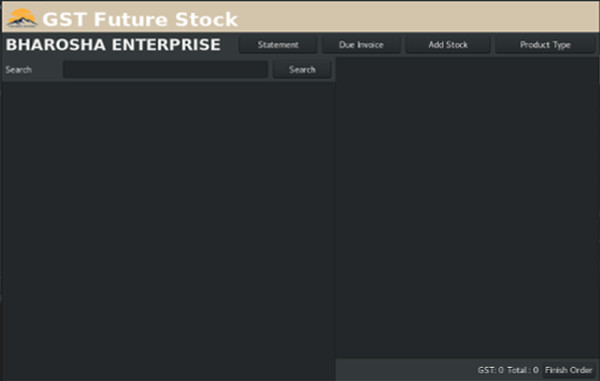 GST Future Stock
BHAROSHA ENTERPRISE Statement Due Invoice Add Stock Product Type
Search Search
GST: 0 Total : 0 Finish Order